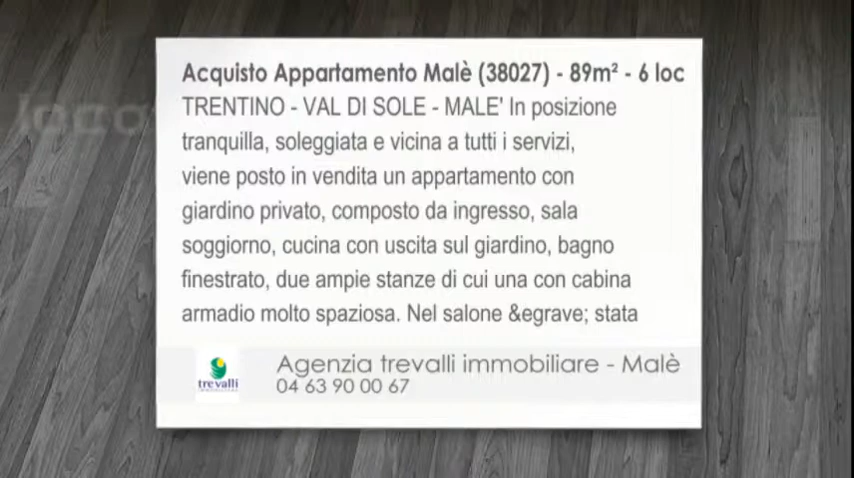 Acquisto Appartamento Malè (38027) - 89m² - 6 loc
TRENTINO - VAL DI SOLE - MALE' In posizione
tranquilla, soleggiata e vicina a tutti i servizi,
viene posto in vendita un appartamento con
giardino privato, composto da ingresso, sala
soggiorno, cucina con uscita sul giardino, bagno
finestrato, due ampie stanze di cui una con cabina
armadio molto spaziosa. Nel salone &egrave; stata
trevalli
Agenzia trevalli immobiliare - Malè
04 63 90 00 67